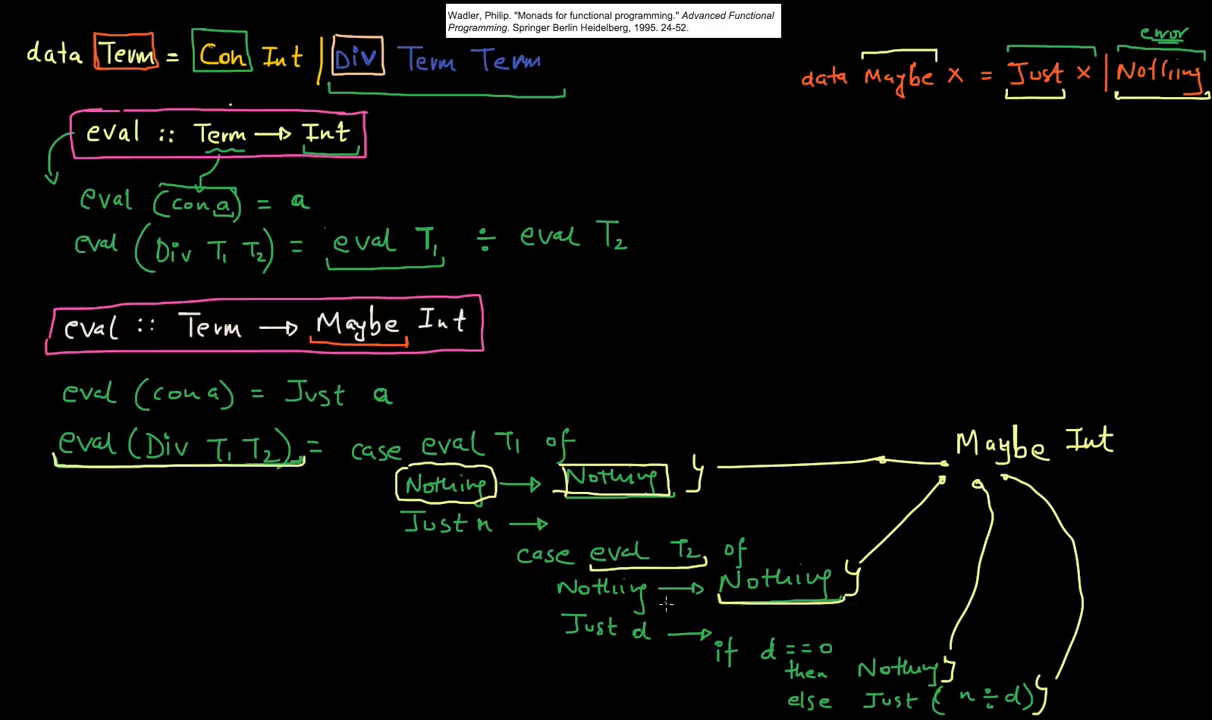 Wadler, Philip. "Monads for functional programming." Advanced Functional
Programming. Springer Berlin Heidelberg, 1995. 24-52.
data Term = Con Int | Div Term Term
error
data Maybe x = Just x | Nothing
eval :: Term → Int
eval (con a) = a
eval (Div T1 T2) = eval T1 ÷ eval T2
eval :: Term → Maybe Int
eval (con a) = Just a
eval (Div T1 T2) = case eval T1 of
Maybe Int
Nothing → Nothing
Just n →
case eval T2 of
Nothing → Nothing
Just d → if d == 0
then Nothing
else Just (n ÷ d)